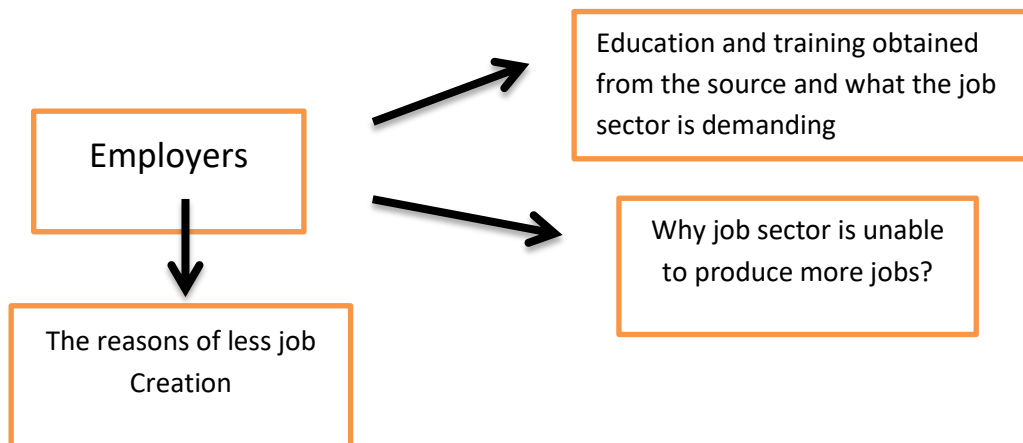 Education and training obtained
from the source and what the job
sector is demanding
Employers
Why job sector is unable
to produce more jobs?
The reasons of less job
Creation